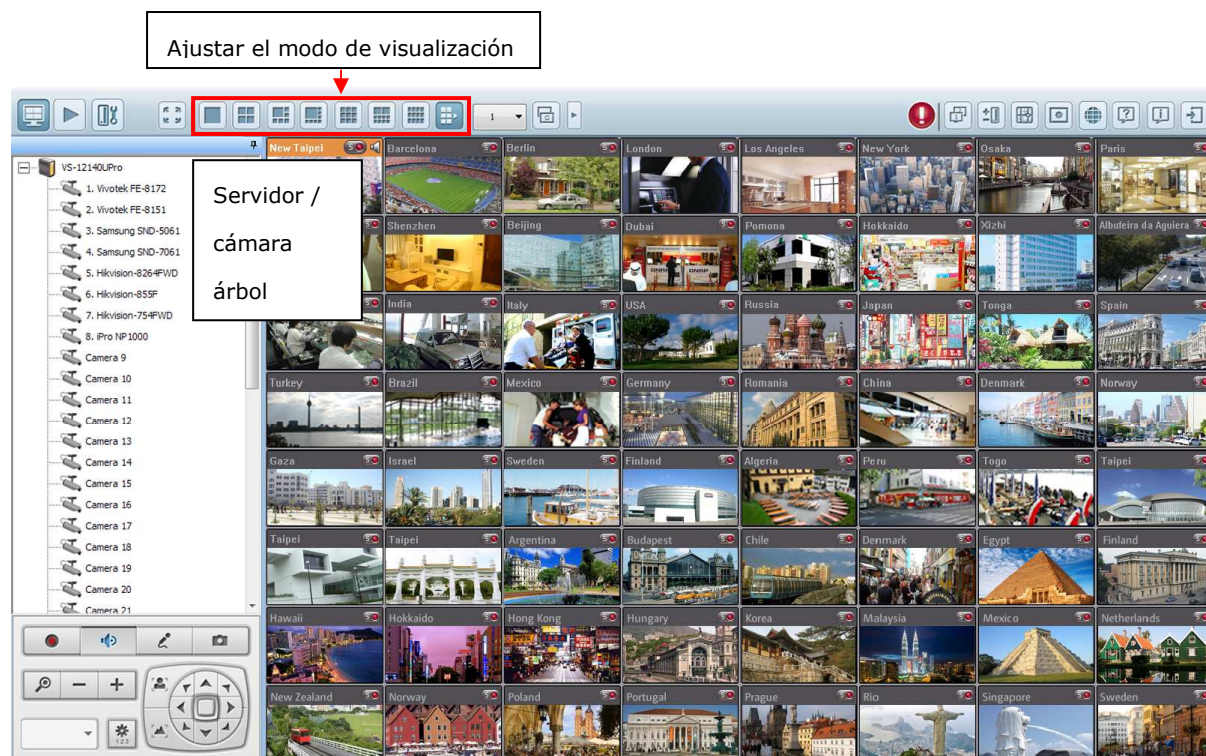 Ajustar el modo de visualización
1
VS-12140UPro
1. Vivotek FE-8172
2. Vivotek FE-8151
3. Samsung SND-5061
4. Samsung SND-7061
5. Hikvision-8264FWD
6. Hikvision-855F
7. Hikvision-754FWD
8. iPro NP1000
Camera 9
Camera 10
Camera 11
Camera 12
Camera 13
Camera 14
Camera 15
Camera 16
Camera 17
Camera 18
Camera 19
Camera 20
Camera 21
Servidor /
cámara
árbol
123
New Taipei
Barcelona
Berlin
London
Los Angeles
New York
Osaka
Paris
Shenzhen
Beijing
Dubai
Pomona
Hokkaido
Xizhi
Albufeira da Aguiera
India
Italy
USA
Russia
Japan
Tonga
Spain
Turkey
Brazil
Mexico
Germany
Romania
China
Denmark
Norway
Gaza
Israel
Sweden
Finland
Algeria
Peru
Togo
Taipei
Taipei
Taipei
Argentina
Budapest
Chile
Denmark
Egypt
Finland
Hawaii
Hokkaido
Hong Kong
Hungary
Korea
Malaysia
Mexico
Netherlands
New Zealand
Norway
Poland
Portugal
Prague
Rio
Singapore
Sweden